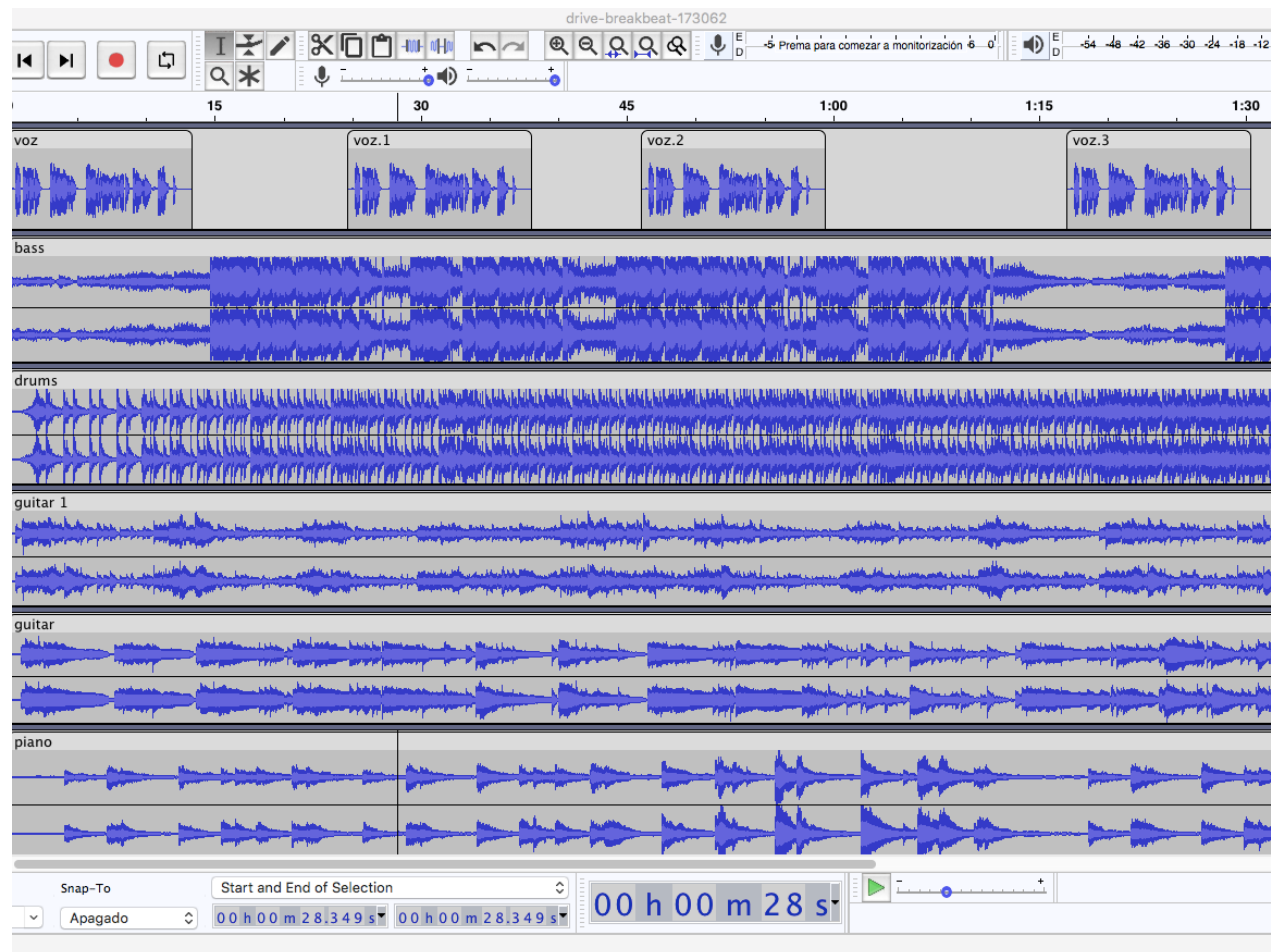 drive-breakbeat-173062
E D -5 Prema para comezar a monitorización 6 0 E D -54 -48 -42 -36 -30 -24 -18 -12
- + - +
15 30 45 1:00 1:15 1:30
voz voz.1 voz.2 voz.3
bass
drums
guitar 1
guitar
piano
Snap-To Start and End of Selection
Apagado 00 h 00 m 28.349 s 00 h 00 m 28.349 s 00 h 00 m 28 s - +